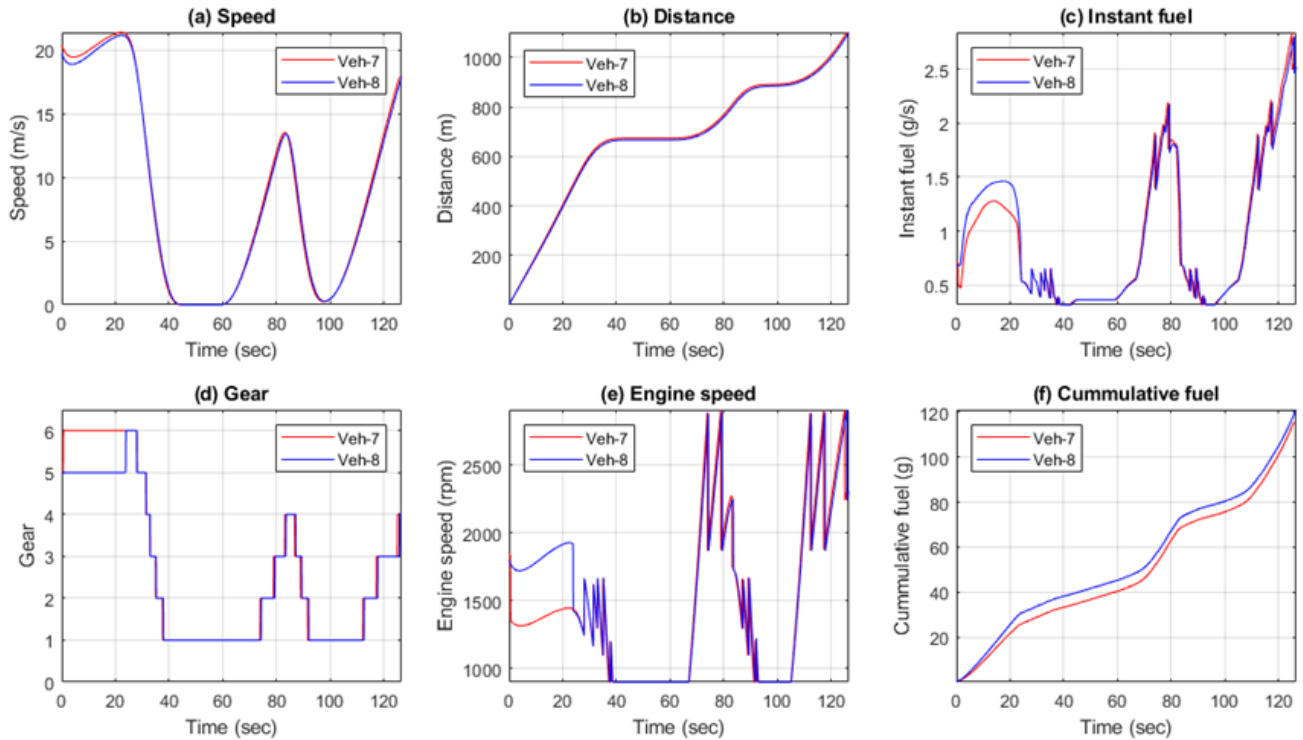 (a) Speed
20
15
10
5
0
Speed (m/s)
Veh-7
Veh-8
0 20 40 60 80 100 120
Time (sec)
(b) Distance
1000
800
600
400
200
Distance (m)
Veh-7
Veh-8
0 20 40 60 80 100 120
Time (sec)
(c) Instant fuel
2.5
2
1.5
1
0.5
Instant fuel (g/s)
Veh-7
Veh-8
0 20 40 60 80 100 120
Time (sec)
(d) Gear
6
5
4
3
2
1
0
Gear
Veh-7
Veh-8
0 20 40 60 80 100 120
Time (sec)
(e) Engine speed
2500
2000
1500
1000
Engine speed (rpm)
Veh-7
Veh-8
0 20 40 60 80 100 120
Time (sec)
(f) Cummulative fuel
120
100
80
60
40
20
Cummulative fuel (g)
Veh-7
Veh-8
0 20 40 60 80 100 120
Time (sec)